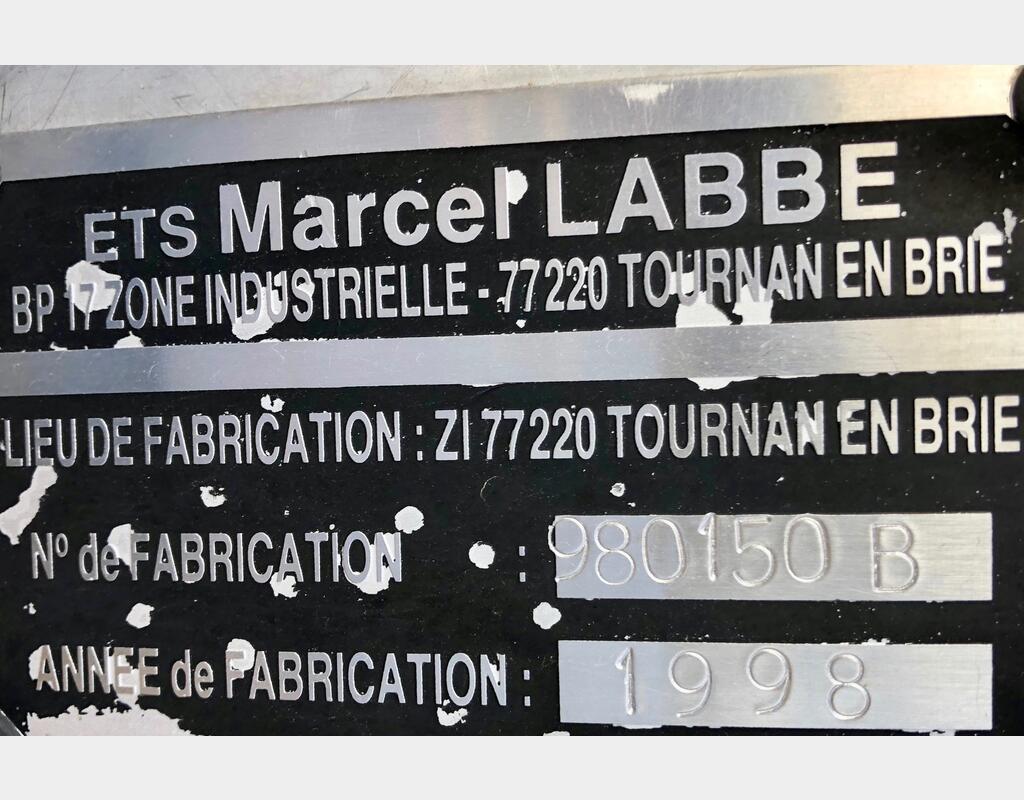 ETS Marcel LABBE
BP 17 ZONE INDUSTRIELLE - 77220 TOURNAN EN BRIE
LIEU DE FABRICATION : ZI 77220 TOURNAN EN BRIE
Nº de FABRICATION : 980150 B
ANNEE de FABRICATION : 1998